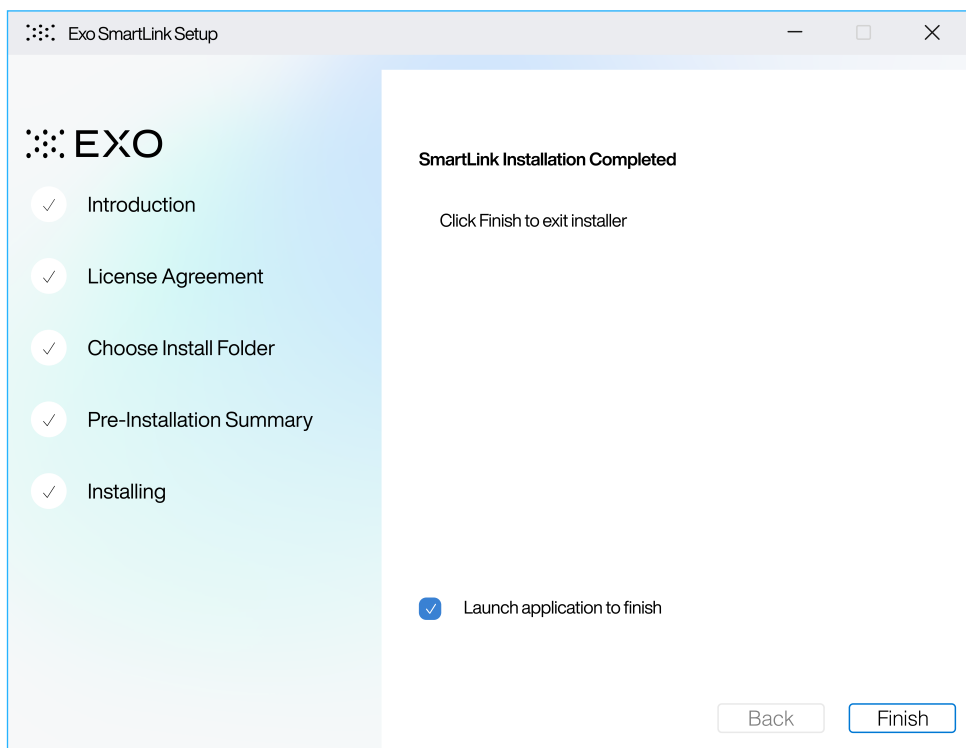 Exo SmartLink Setup
EXO
Introduction
License Agreement
Choose Install Folder
Pre-Installation Summary
Installing
SmartLink Installation Completed
Click Finish to exit installer
Launch application to finish
Back
Finish